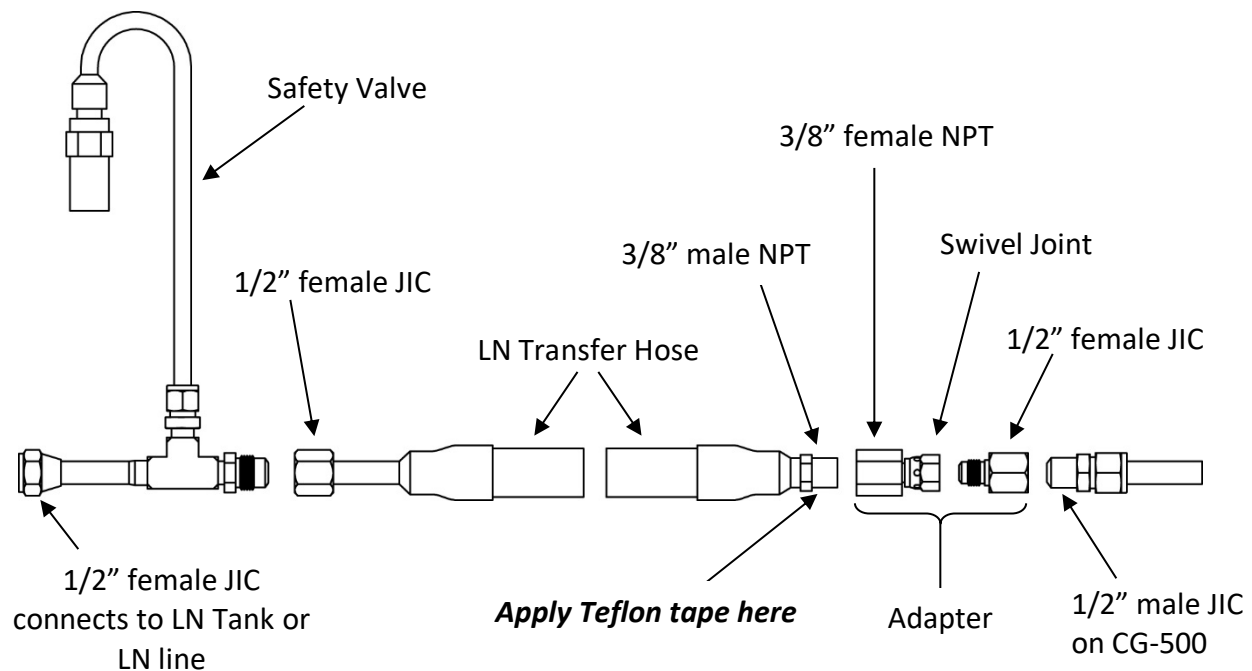 Safety Valve
3/8” female NPT
Swivel Joint
3/8” male NPT
1/2” female JIC
1/2” female JIC
LN Transfer Hose
1/2” female JIC
connects to LN Tank or
LN line
Apply Teflon tape here
Adapter
1/2” male JIC
on CG-500